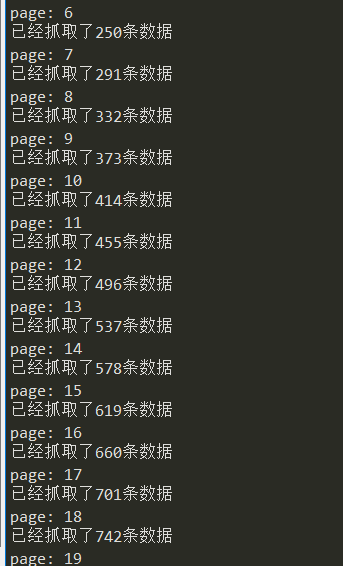 page: 6
已经抓取了250条数据
page: 7
已经抓取了291条数据
page: 8
已经抓取了332条数据
page: 9
已经抓取了373条数据
page: 10
已经抓取了414条数据
page: 11
已经抓取了455条数据
page: 12
已经抓取了496条数据
page: 13
已经抓取了537条数据
page: 14
已经抓取了578条数据
page: 15
已经抓取了619条数据
page: 16
已经抓取了660条数据
page: 17
已经抓取了701条数据
page: 18
已经抓取了742条数据
page: 19